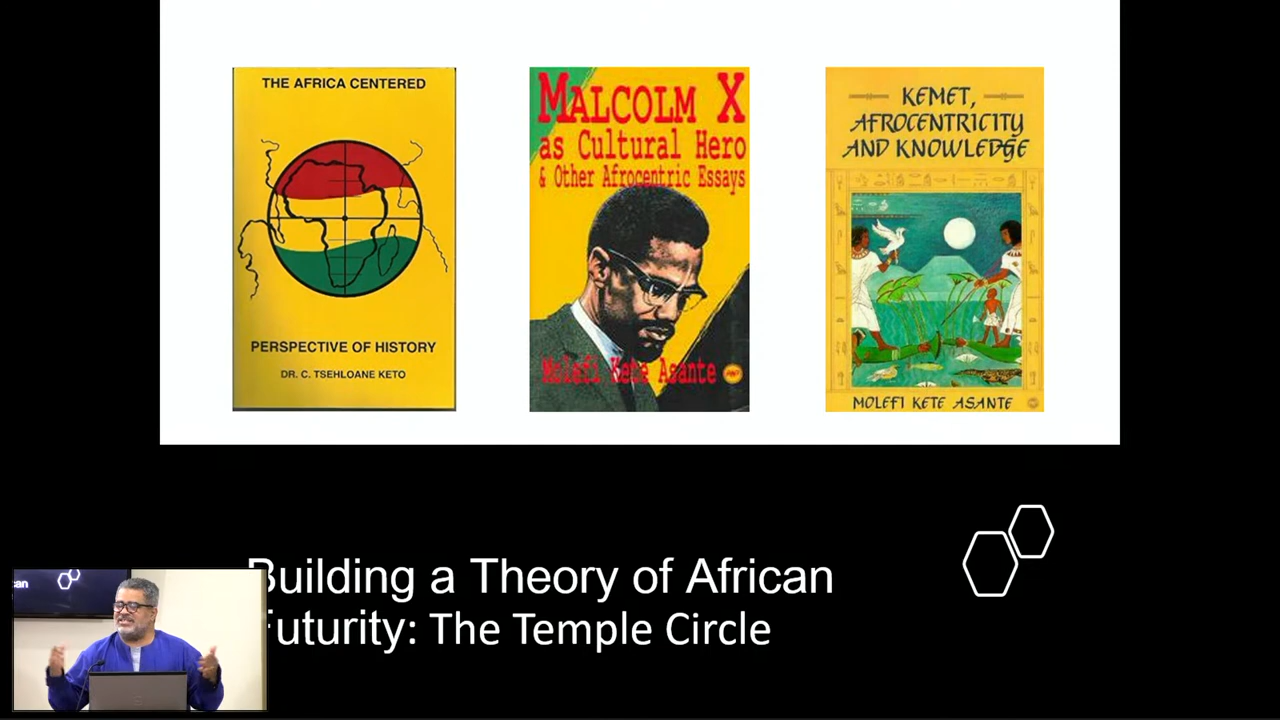 THE AFRICA CENTERED
PERSPECTIVE OF HISTORY
DR. C. TSEHLOANE KETO
MALCOLM X
as Cultural Hero
& Other Afrocentric Essays
Molefi Kete Asante
KEMET,
AFROCENTRICITY
AND KNOWLEDGE
MOLEFI KETE ASANTE
Building a Theory of African
Futurity: The Temple Circle
can